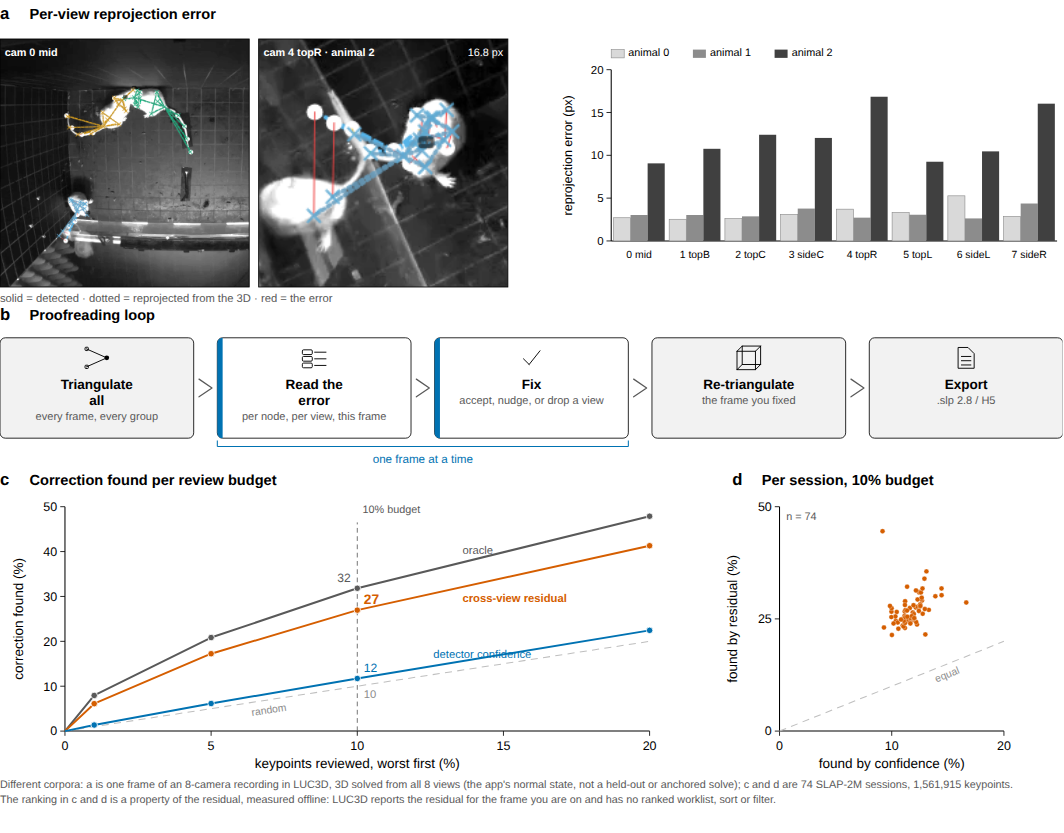 a Per-view reprojection error
cam 0 mid
cam 4 topR · animal 2
16.8 px
solid = detected · dotted = reprojected from the 3D · red = the error
animal 0
animal 1
animal 2
reprojection error (px)
20
15
10
5
0
0 mid
1 topB
2 topC
3 sideC
4 topR
5 topL
6 sideL
7 sideR
b Proofreading loop
Triangulate
all
every frame, every group
Read the
error
per node, per view, this frame
Fix
accept, nudge, or drop a view
Re-triangulate
the frame you fixed
Export
.slp 2.8 / H5
one frame at a time
c Correction found per review budget
correction found (%)
50
40
30
20
10
0
10% budget
oracle
32
27
cross-view residual
detector confidence
12
10
random
0
5
10
15
20
keypoints reviewed, worst first (%)
d Per session, 10% budget
found by residual (%)
50
25
0
n = 74
equal
0
10
20
found by confidence (%)
Different corpora: a is one frame of an 8-camera recording in LUC3D, 3D solved from all 8 views (the app's normal state, not a held-out or anchored solve); c and d are 74 SLAP-2M sessions, 1,561,915 keypoints.
The ranking in c and d is a property of the residual, measured offline: LUC3D reports the residual for the frame you are on and has no ranked worklist, sort or filter.